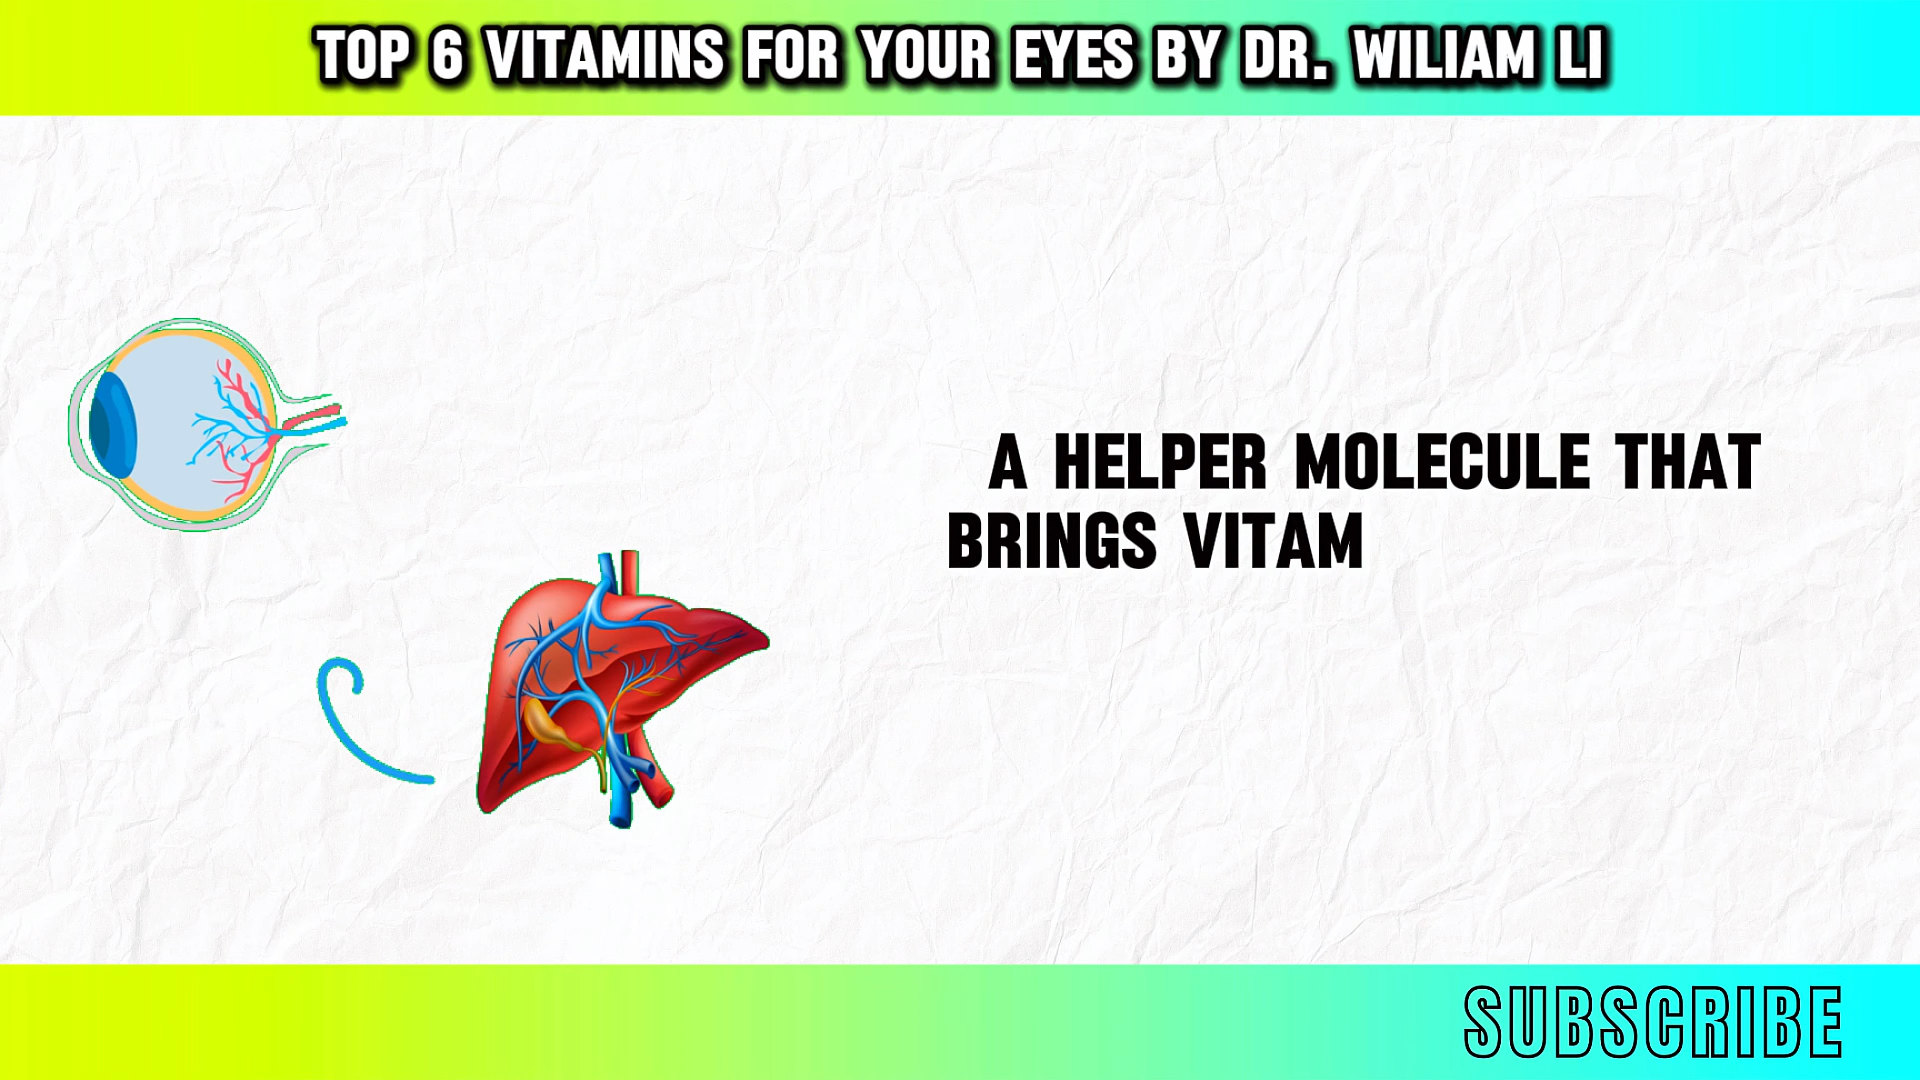 TOP 6 VITAMINS FOR YOUR EYES BY DR. WILIAM LI
A HELPER MOLECULE THAT
BRINGS VITAM
SUBSCRIBE